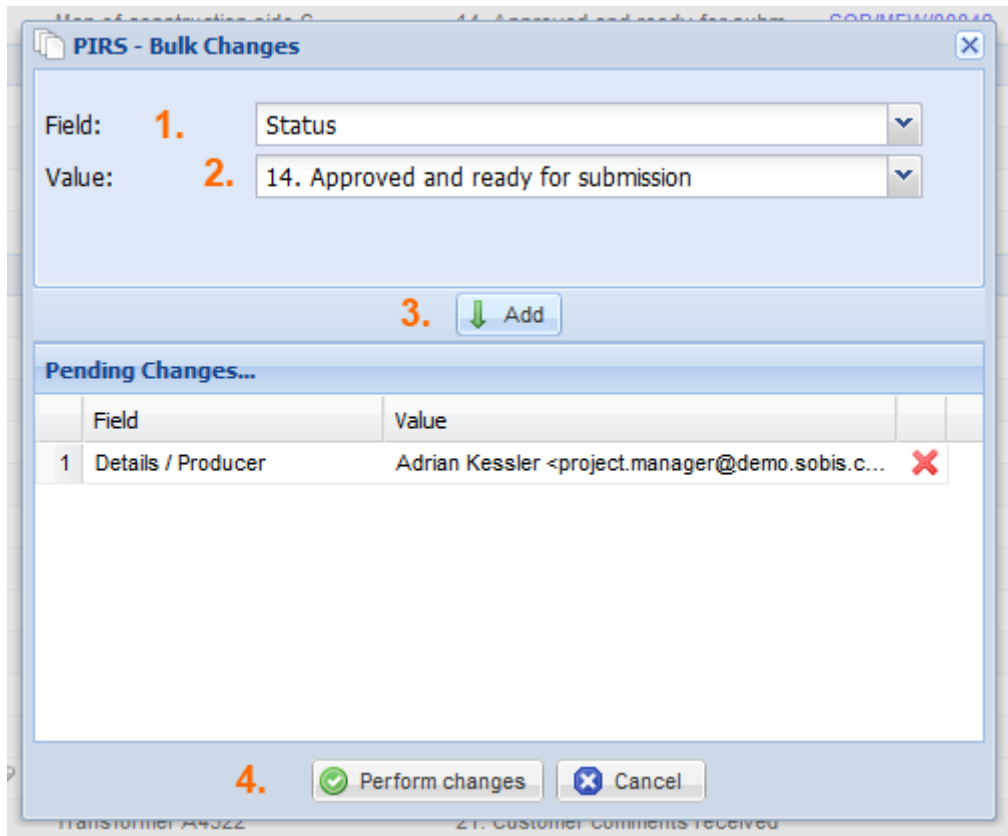 PIRS - Bulk Changes
Field: 1. Status
Value: 2. 14. Approved and ready for submission
3. Add
Pending Changes...
Field Value
1 Details / Producer Adrian Kessler <project.manager@demo.sobis.c...
4. Perform changes Cancel
Transformer A4522 21. Customer comments received